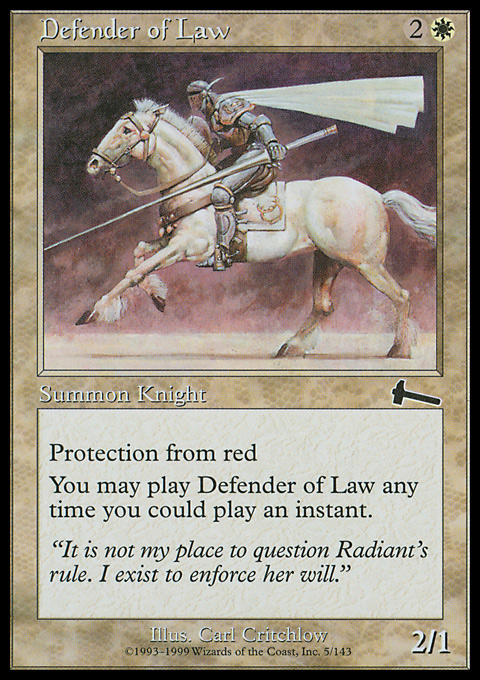 Defender of Law 2
Summon Knight
Protection from red
You may play Defender of Law any
time you could play an instant.
“It is not my place to question Radiant’s
rule. I exist to enforce her will.”
Illus. Carl Critchlow
©1993–1999 Wizards of the Coast, Inc. 5/143
2/1